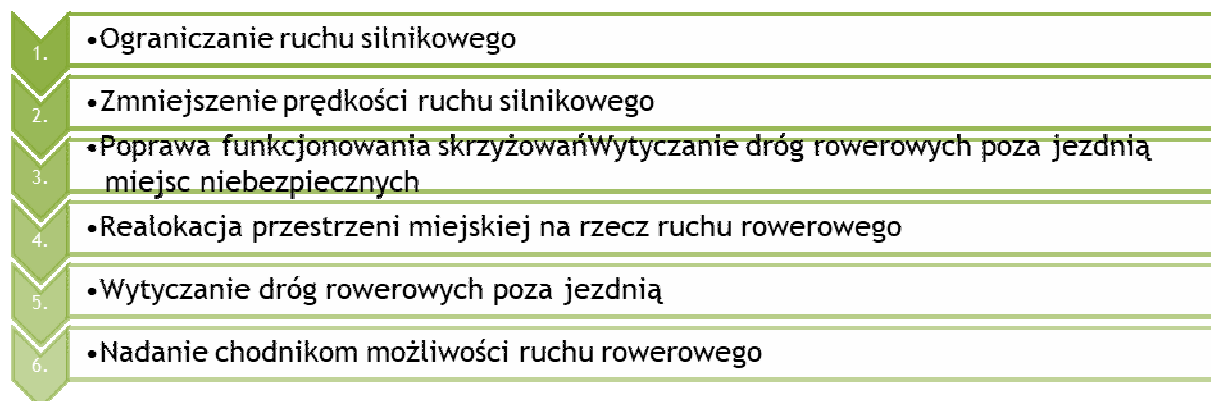 1. •Ograniczanie ruchu silnikowego
2. •Zmniejszenie prędkości ruchu silnikowego
3. •Poprawa funkcjonowania skrzyżowańWytyczanie dróg rowerowych poza jezdnią
miejsc niebezpiecznych
4. •Realokacja przestrzeni miejskiej na rzecz ruchu rowerowego
5. •Wytyczanie dróg rowerowych poza jezdnią
6. •Nadanie chodnikom możliwości ruchu rowerowego